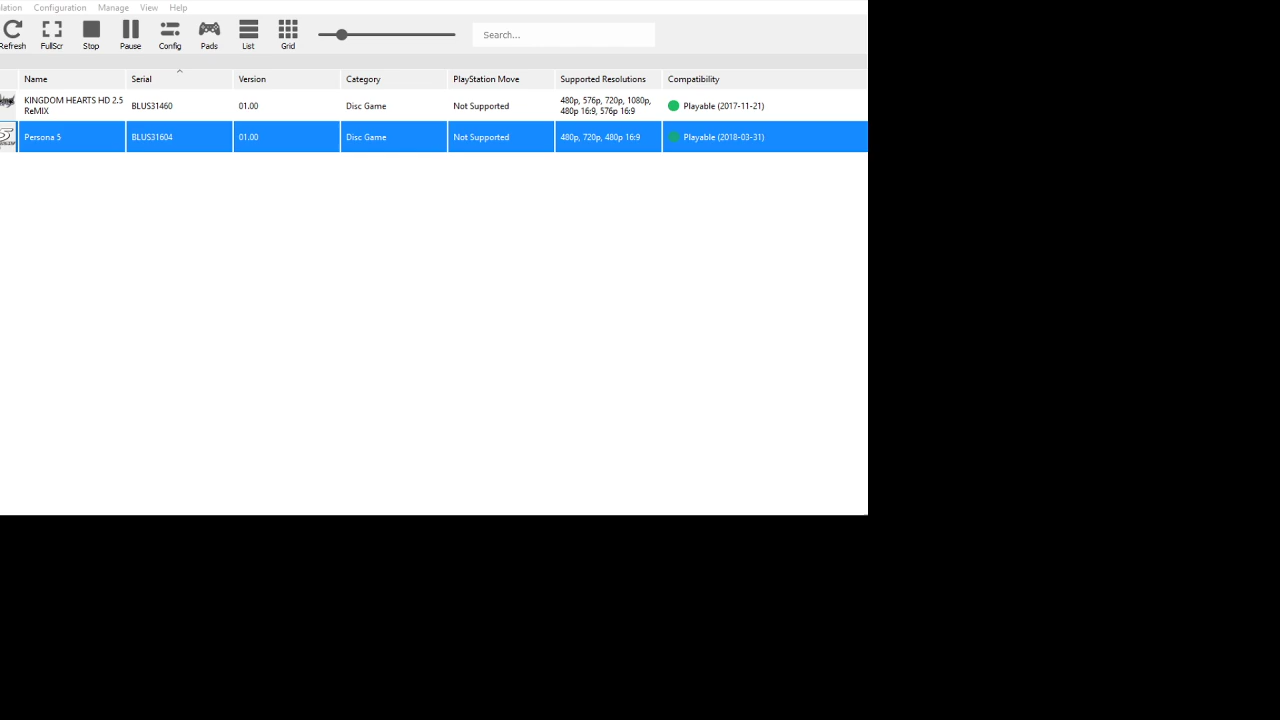 lation Configuration Manage View Help
Refresh FullScr Stop Pause Config Pads List Grid Search...
Name Serial Version Category PlayStation Move Supported Resolutions Compatibility
KINGDOM HEARTS HD 2.5 ReMIX BLUS31460 01.00 Disc Game Not Supported 480p, 576p, 720p, 1080p, 480p 16:9, 576p 16:9 Playable (2017-11-21)
Persona 5 BLUS31604 01.00 Disc Game Not Supported 480p, 720p, 480p 16:9 Playable (2018-03-31)